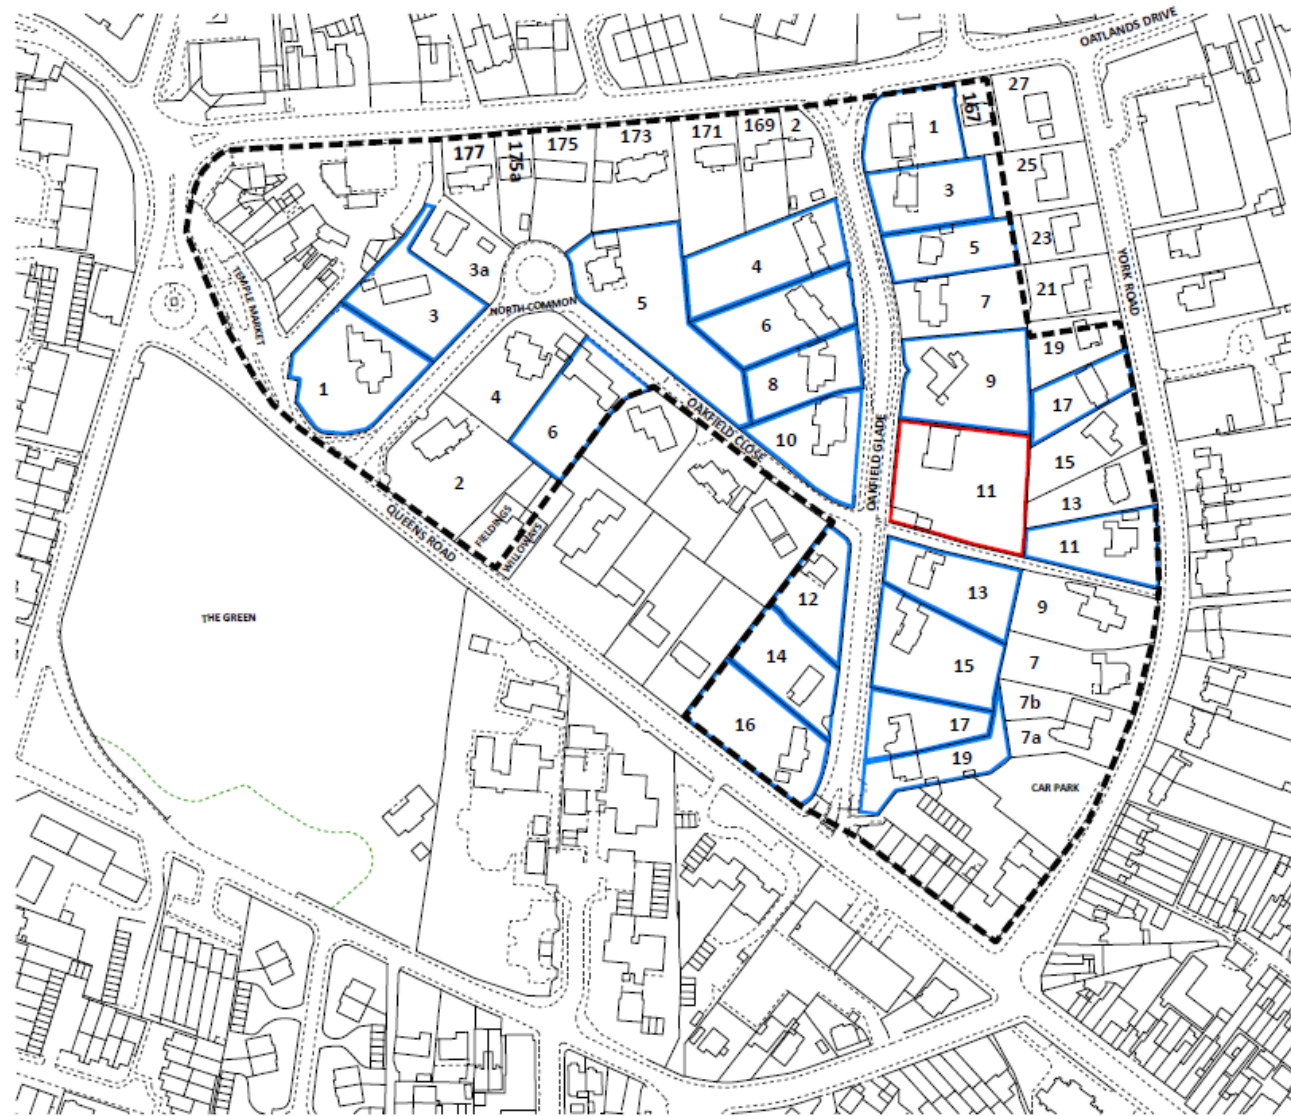 OATLANDS DRIVE
27
167
1
177
175a
175
173
171
169
2
25
3
23
5
3a
4
YORK ROAD
TEMPLE MARKET
NORTH COMMON
5
7
21
3
6
19
9
8
17
1
4
6
OAKFIELD CLOSE
10
OAKFIELD GLADE
15
2
11
13
QUEENS ROAD
FIELDINGS
WILLOWAYS
11
THE GREEN
12
13
9
14
15
7
16
17
7b
7a
19
CAR PARK